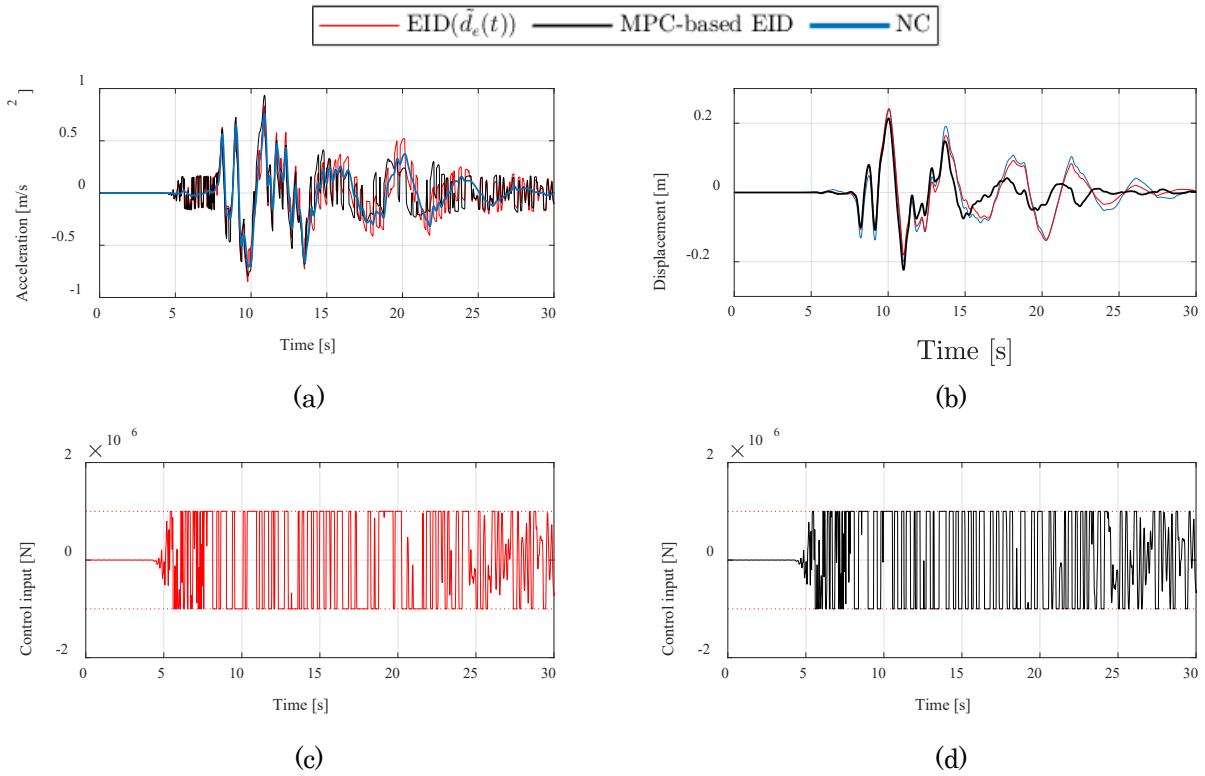 EID(d̃_e(t)) MPC-based EID NC
Acceleration [m/s²]
1
0.5
0
-0.5
-1
0 5 10 15 20 25 30
Time [s]
(a)
Displacement [m]
0.2
0
-0.2
0 5 10 15 20 25 30
Time [s]
(b)
Control input [N]
× 10 6
2
0
-2
0 5 10 15 20 25 30
Time [s]
(c)
Control input [N]
× 10 6
2
0
-2
0 5 10 15 20 25 30
Time [s]
(d)